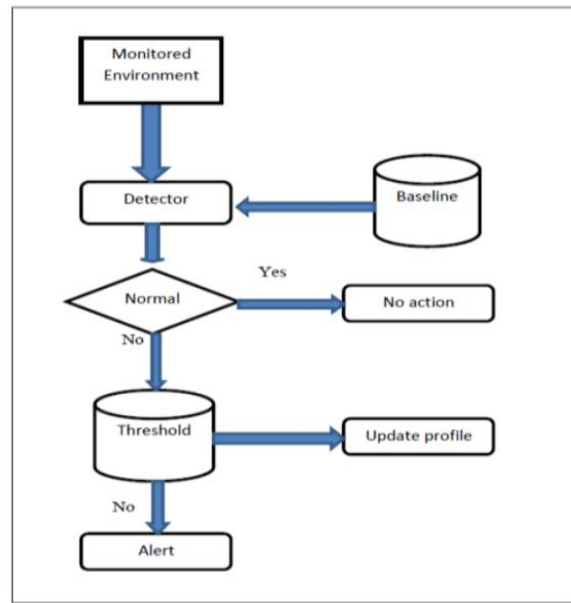 Monitored
Environment
Detector
Baseline
Yes
Normal
No action
No
Threshold
Update profile
No
Alert